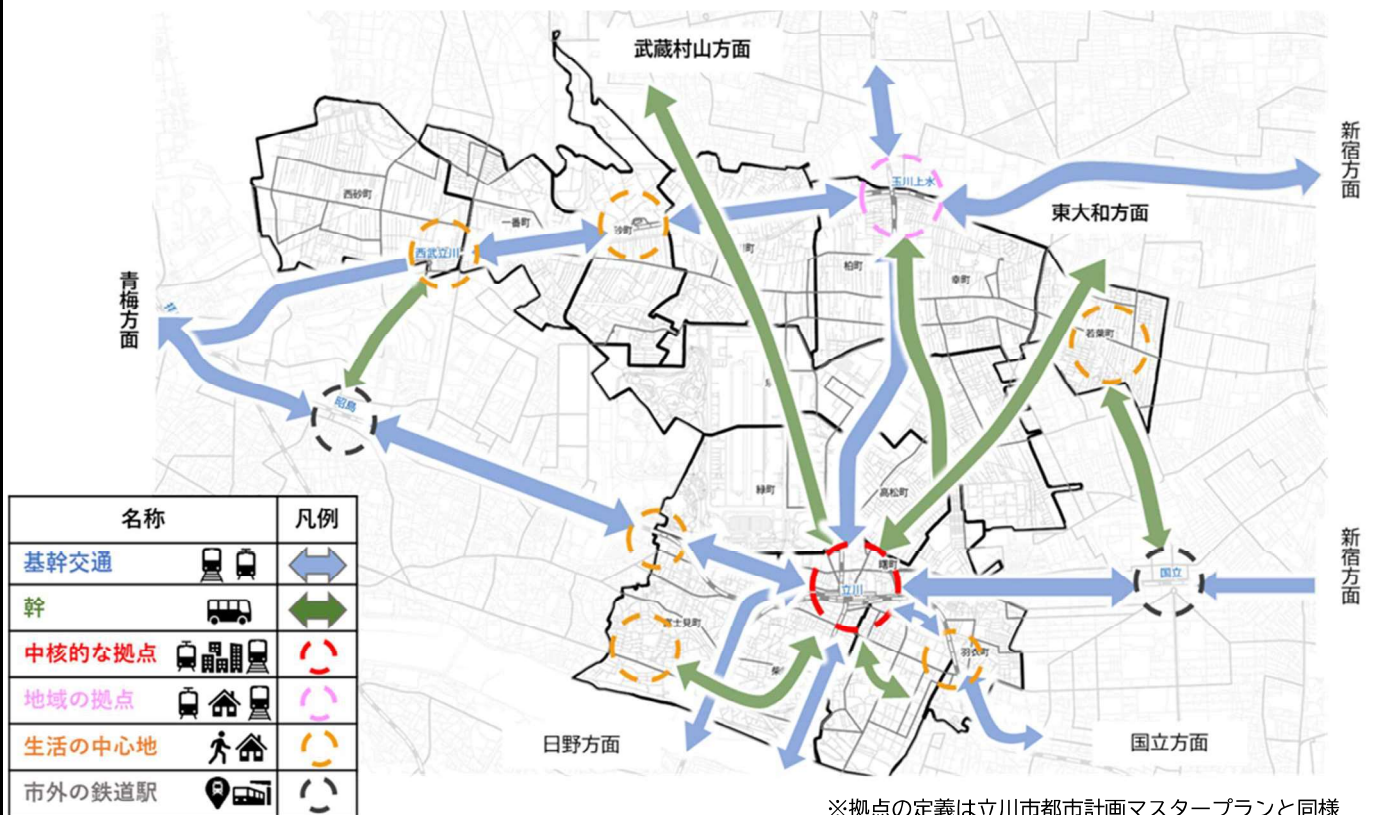 武蔵村山方面
新宿方面
玉川上水
西砂町
一番町
砂町
東大和方面
西武立川
柏町
幸町
青梅方面
若葉町
昭島
緑町
高松町
曙町
立川
国立
新宿方面
富士見町
羽衣町
日野方面
国立方面
名称
凡例
基幹交通
幹
中核的な拠点
地域の拠点
生活の中心地
市外の鉄道駅
※拠点の定義は立川市都市計画マスタープランと同様